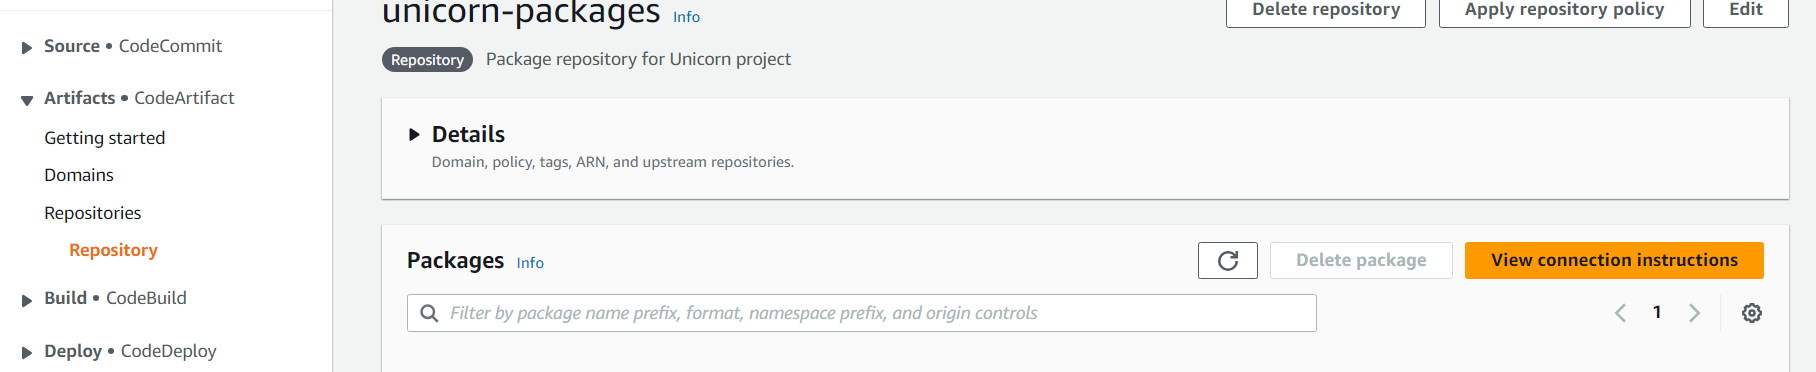 Source • CodeCommit
Artifacts • CodeArtifact
Getting started
Domains
Repositories
Repository
Build • CodeBuild
Deploy • CodeDeploy
unicorn-packages Info
Delete repository Apply repository policy Edit
Repository Package repository for Unicorn project
Details
Domain, policy, tags, ARN, and upstream repositories.
Packages Info
Delete package View connection instructions
Filter by package name prefix, format, namespace prefix, and origin controls
1